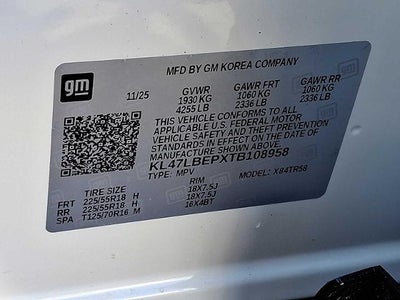 gm
MFD BY GM KOREA COMPANY
11/25 GVWR GAWR FRT GAWR RR
1930 KG 1060 KG 1060 KG
4255 LB 2336 LB 2336 LB
THIS VEHICLE CONFORMS TO ALL
APPLICABLE U.S. FEDERAL MOTOR
VEHICLE SAFETY AND THEFT PREVENTION
STANDARDS IN EFFECT ON THE DATE OF
MANUFACTURE SHOWN ABOVE.
KL47LBEPXTB108958
TYPE: MPV MODEL: X84TR58
TIRE SIZE RIM
FRT 225/55R18 H 18X7.5J
RR 225/55R18 H 18X7.5J
SPA T125/70R16 M 16X4BT